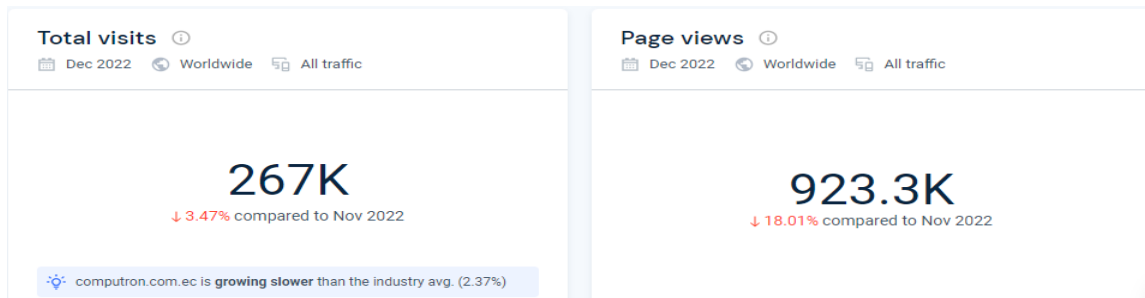 Total visits
Dec 2022 Worldwide All traffic
267K
↓ 3.47% compared to Nov 2022
computron.com.ec is growing slower than the industry avg. (2.37%)
Page views
Dec 2022 Worldwide All traffic
923.3K
↓ 18.01% compared to Nov 2022